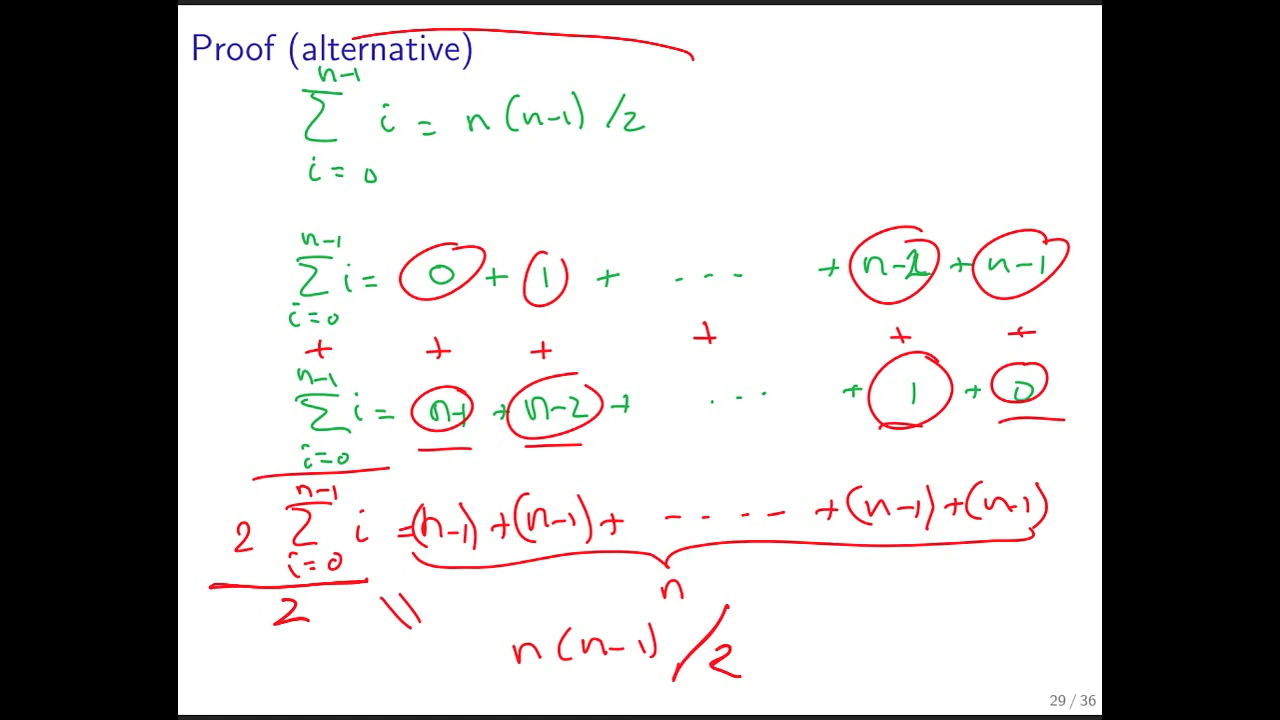 Proof (alternative)
n-1
∑ i = n(n-1)/2
i=0
n-1
∑ i = 0 + 1 + ... + n-2 + n-1
i=0
+ + + + + +
n-1
∑ i = n-1 + n-2 + ... + 1 + 0
i=0
n-1
2 ∑ i = (n-1) + (n-1) + ..... + (n-1) + (n-1)
i=0
n
2 = n(n-1)/2
29 / 36